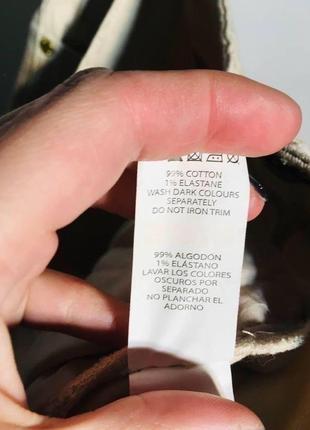 99% COTTON
1% ELASTANE
WASH DARK COLOURS
SEPARATELY
DO NOT IRON TRIM
99% ALGODÓN
1% ELÁSTANO
LAVAR LOS COLORES
OSCUROS POR
SEPARADO
NO PLANCHAR EL
ADORNO